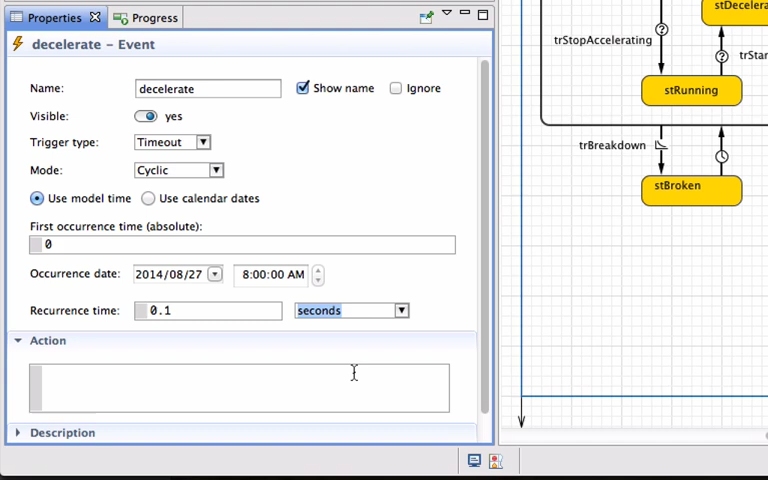 Properties
Progress
decelerate – Event
Name:
decelerate
Show name
Ignore
Visible:
yes
Trigger type:
Timeout
Mode:
Cyclic
Use model time
Use calendar dates
First occurrence time (absolute):
0
Occurrence date:
2014/08/27
8:00:00 AM
Recurrence time:
0.1
seconds
Action
Description
stDecelera
trStopAccelerating
?
?
trStar
stRunning
trBreakdown
stBroken